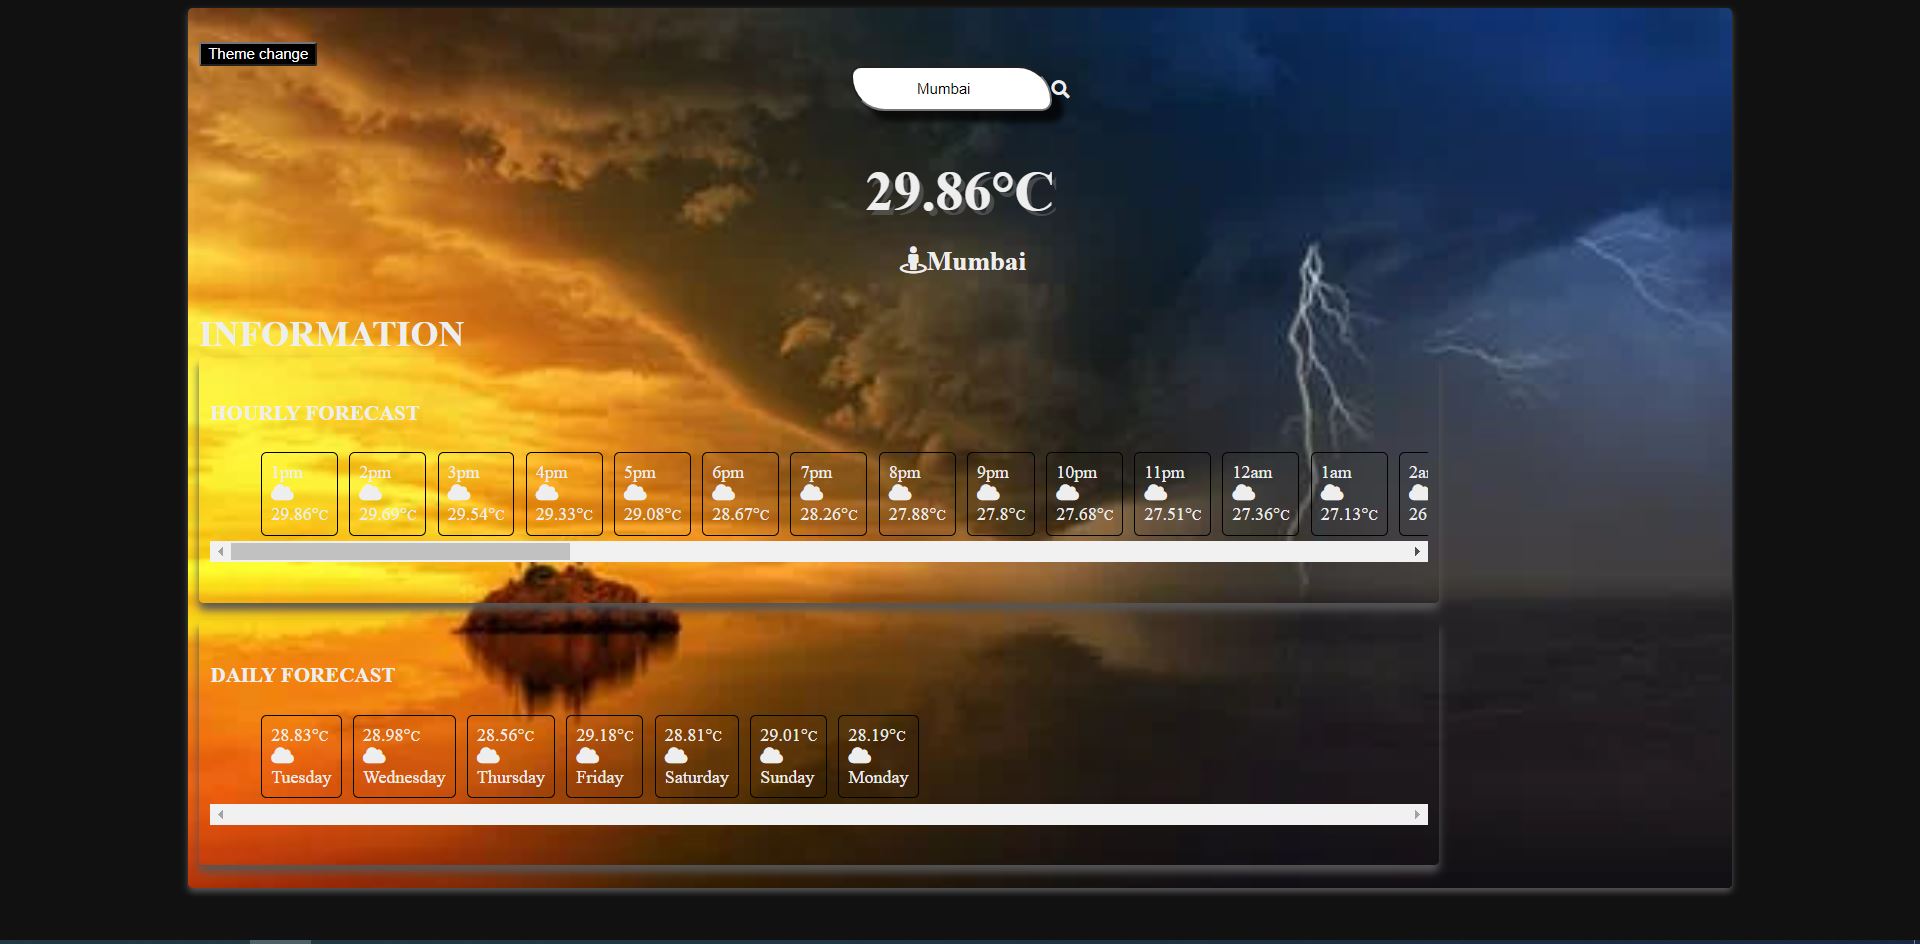 Theme change
Mumbai
29.86°C
Mumbai
INFORMATION
HOURLY FORECAST
1pm 2pm 3pm 4pm 5pm 6pm 7pm 8pm 9pm 10pm 11pm 12am 1am
29.86°C 29.69°C 29.54°C 29.33°C 29.08°C 28.67°C 28.26°C 27.88°C 27.8°C 27.68°C 27.51°C 27.36°C 27.13°C 26
DAILY FORECAST
28.83°C 28.98°C 28.56°C 29.18°C 28.81°C 29.01°C 28.19°C
Tuesday Wednesday Thursday Friday Saturday Sunday Monday